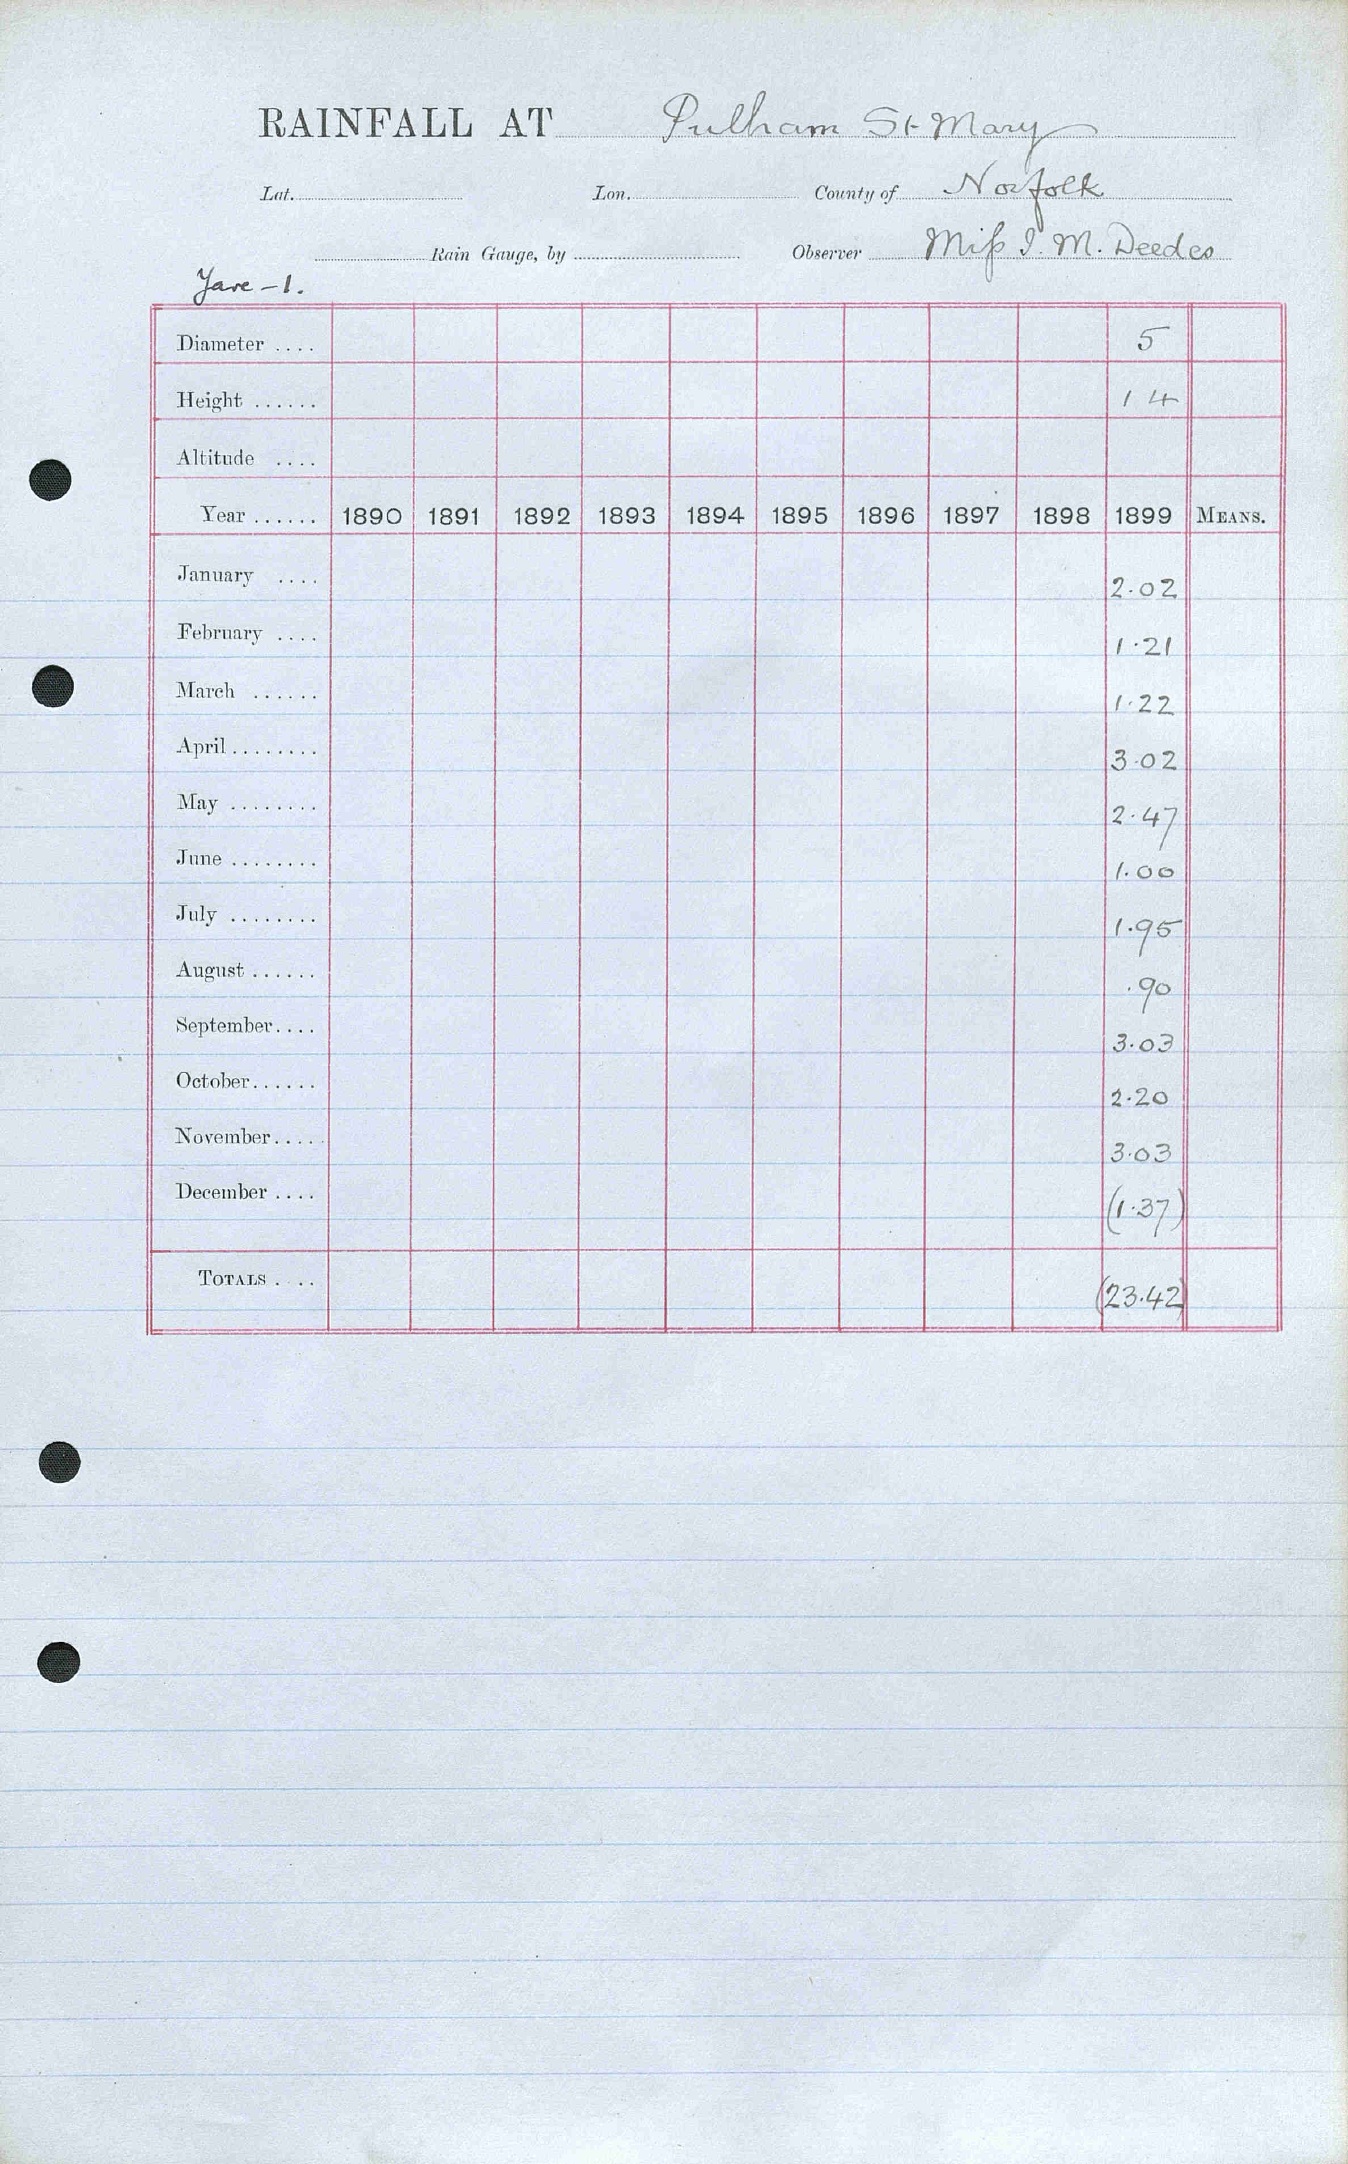 RAINFALL AT Pulham St Mary
Lat. Lon. County of Norfolk
Rain Gauge, by Observer Miss I. M. Deedes
Yare - 1.
Diameter .... 5
Height ...... 1 4
Altitude ....
Year ...... 1890 1891 1892 1893 1894 1895 1896 1897 1898 1899 MEANS.
January .... 2.02
February .... 1.21
March ...... 1.22
April ........ 3.02
May ........ 2.47
June ........ 1.00
July ........ 1.95
August ...... .90
September.... 3.03
October...... 2.20
November.... 3.03
December .... (1.37)
TOTALS .... (23.42)